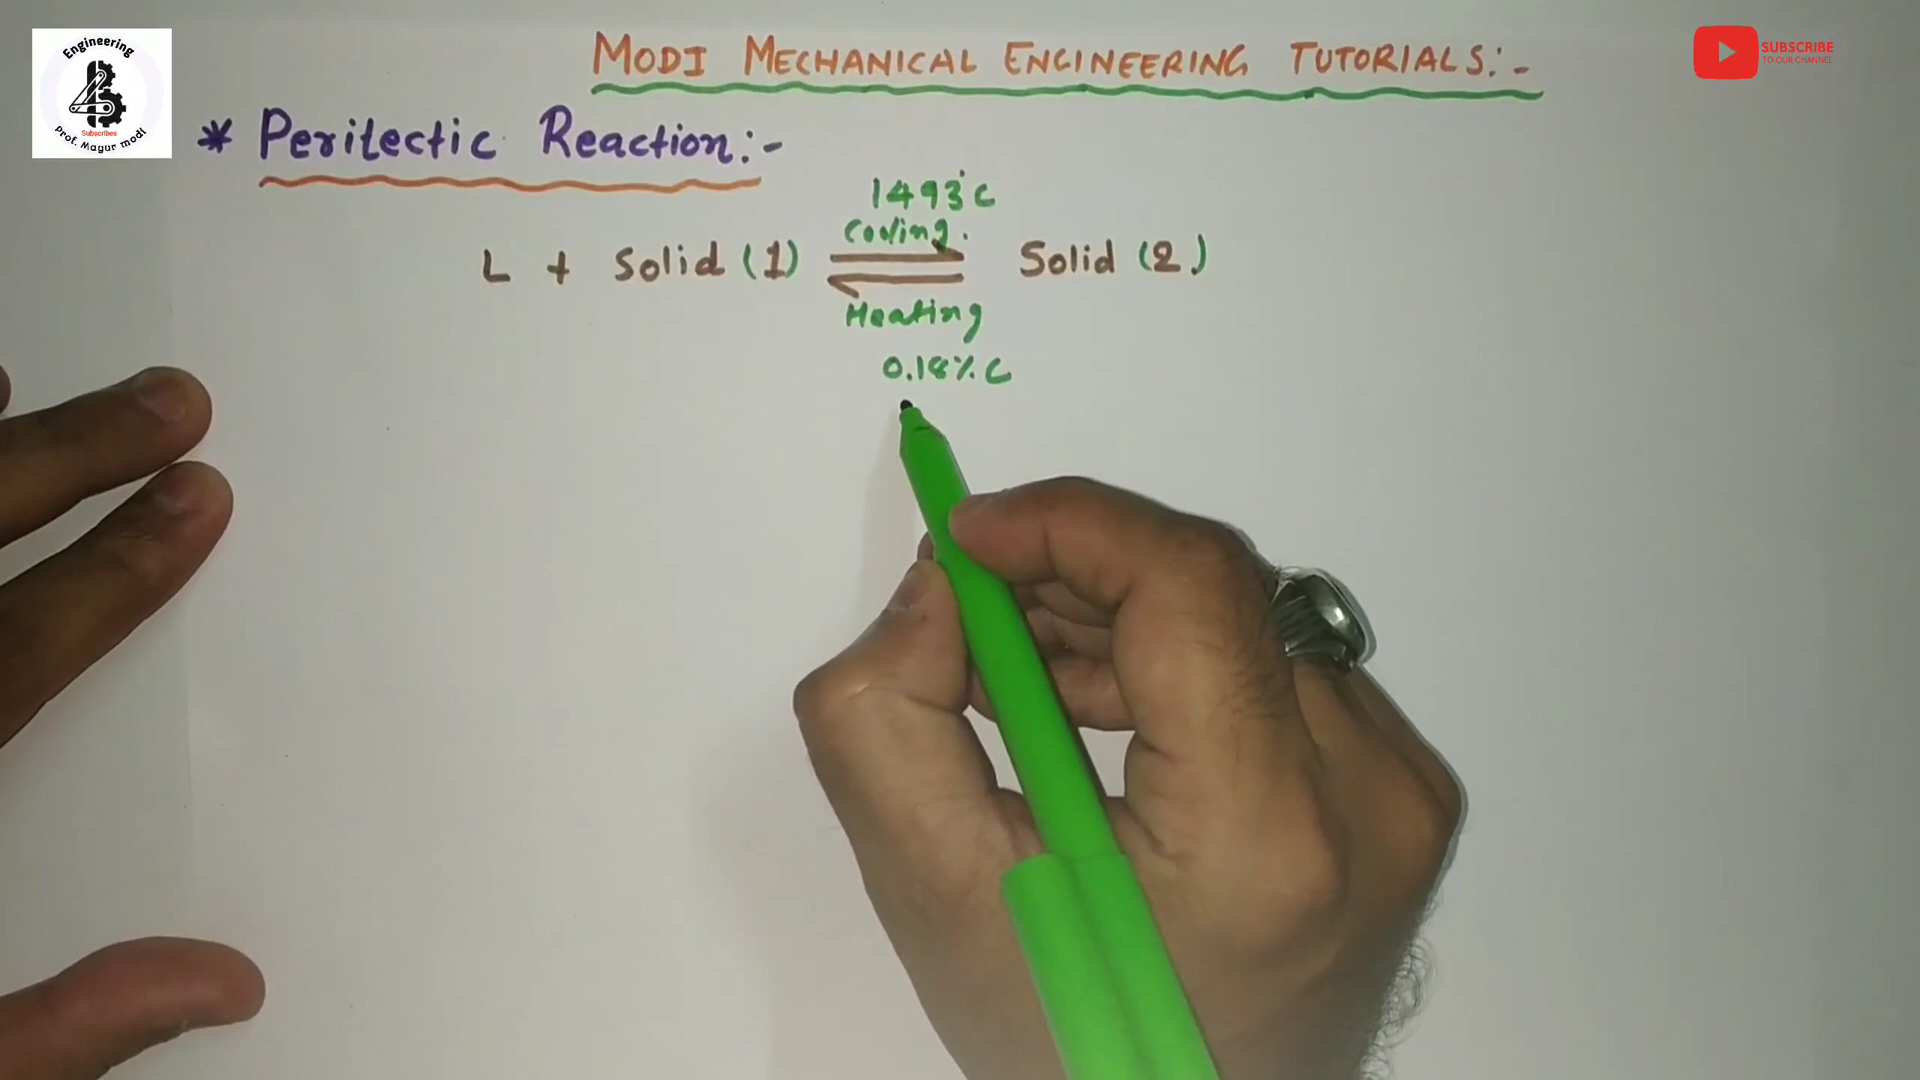 Engineering
Subscribes
Prof. Mayur modi
MODI MECHANICAL ENGINEERING TUTORIALS:-
SUBSCRIBE
TO OUR CHANNEL
* Peritectic Reaction:-
1493°C
Cooling.
L + Solid (1) ⇌ Solid (2)
Heating
0.18% C